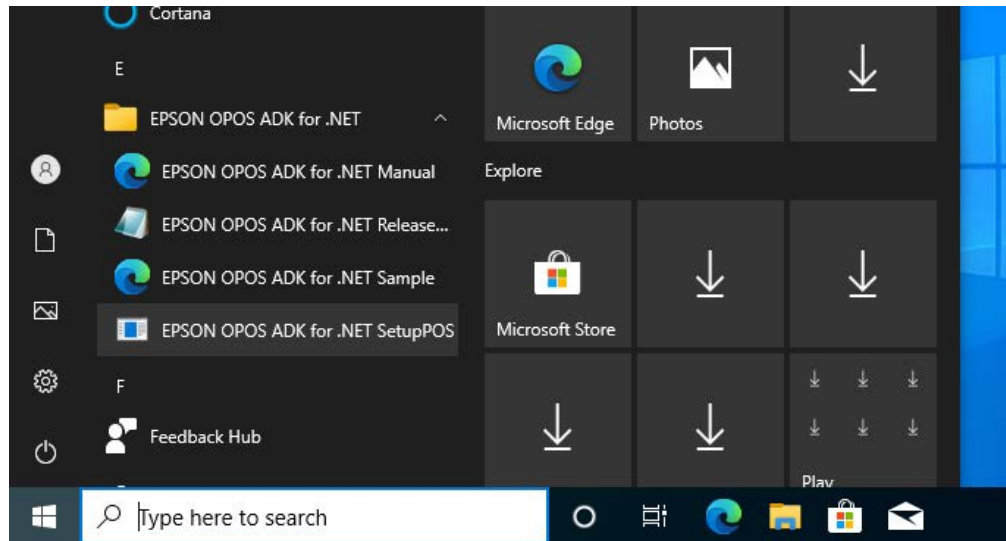 Cortana
E
EPSON OPOS ADK for .NET
EPSON OPOS ADK for .NET Manual
EPSON OPOS ADK for .NET Release...
EPSON OPOS ADK for .NET Sample
EPSON OPOS ADK for .NET SetupPOS
F
Feedback Hub
Microsoft Edge
Photos
Explore
Microsoft Store
Play
Type here to search